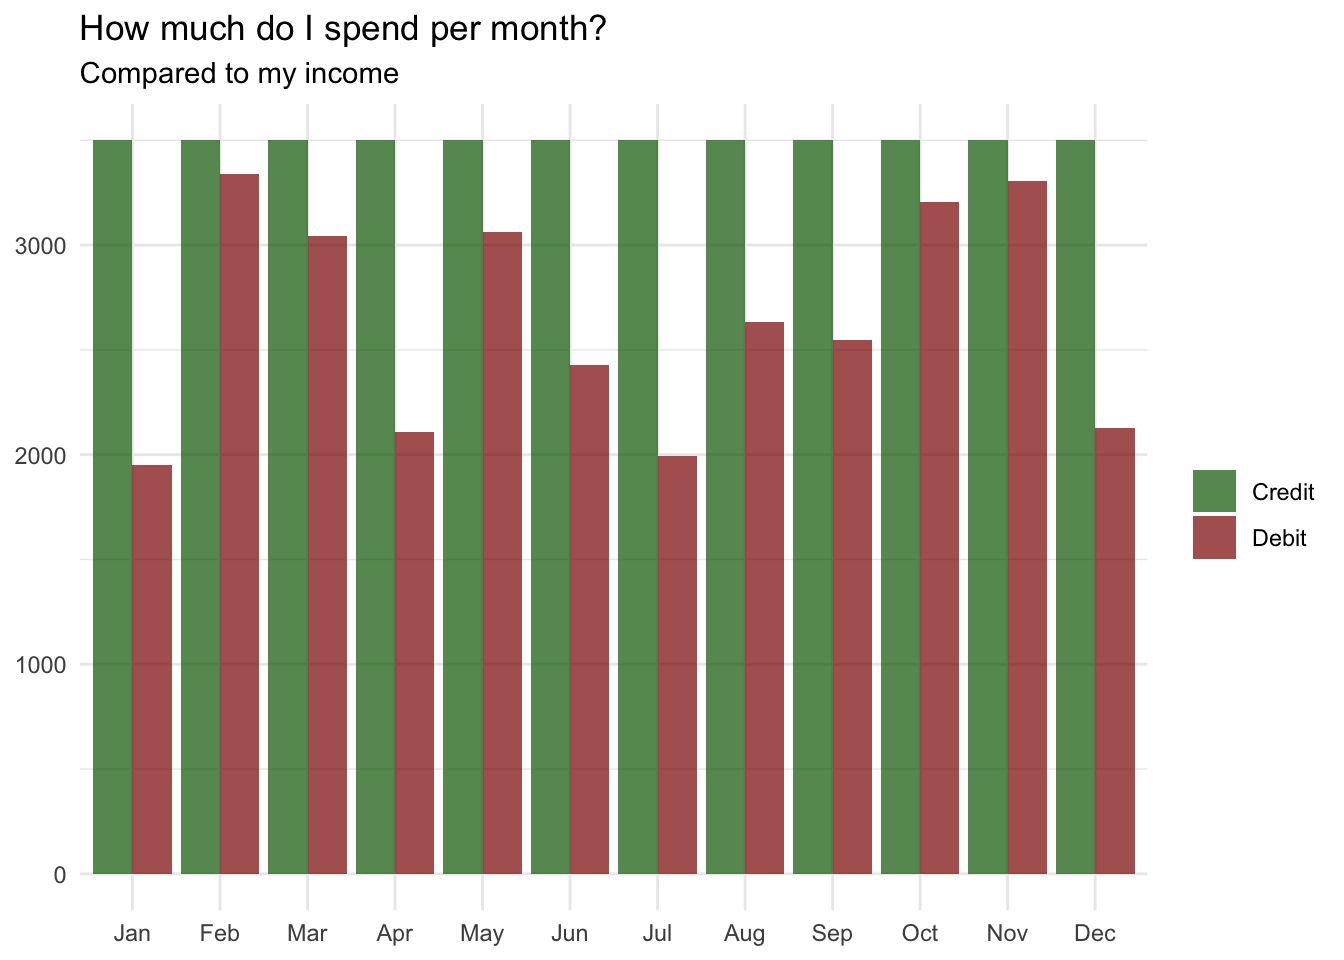 How much do I spend per month?
Compared to my income
3000
2000
1000
0
Jan Feb Mar Apr May Jun Jul Aug Sep Oct Nov Dec
Credit
Debit